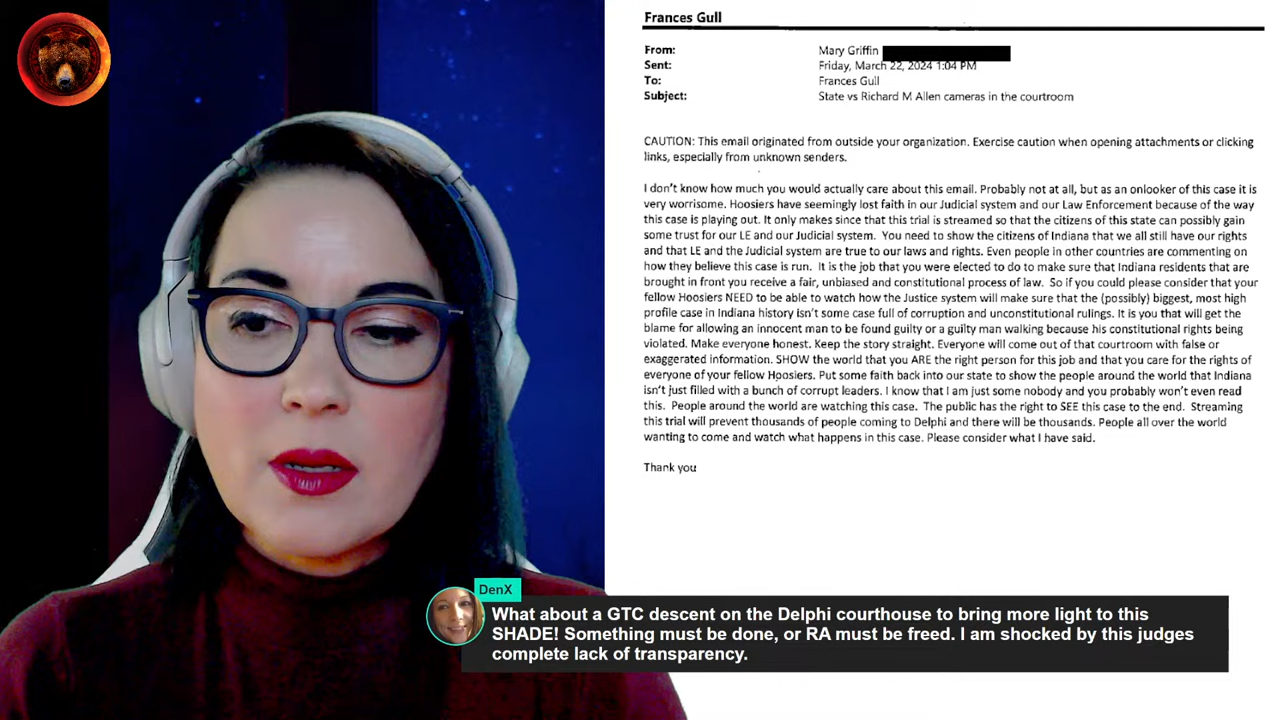 Frances Gull
From: Mary Griffin
Sent: Friday, March 22, 2024 1:04 PM
To: Frances Gull
Subject: State vs Richard M Allen cameras in the courtroom
CAUTION: This email originated from outside your organization. Exercise caution when opening attachments or clicking
links, especially from unknown senders.
I don't know how much you would actually care about this email. Probably not at all, but as an onlooker of this case it is
very worrisome. Hoosiers have seemingly lost faith in our Judicial system and our Law Enforcement because of the way
this case is playing out. It only makes since that this trial is streamed so that the citizens of this state can possibly gain
some trust for our LE and our Judicial system. You need to show the citizens of Indiana that we all still have our rights
and that LE and the Judicial system are true to our laws and rights. Even people in other countries are commenting on
how they believe this case is run. It is the job that you were elected to do to make sure that Indiana residents that are
brought in front you receive a fair, unbiased and constitutional process of law. So if you could please consider that your
fellow Hoosiers NEED to be able to watch how the Justice system will make sure that the (possibly) biggest, most high
profile case in Indiana history isn't some case full of corruption and unconstitutional rulings. It is you that will get the
blame for allowing an innocent man to be found guilty or a guilty man walking because his constitutional rights being
violated. Make everyone honest. Keep the story straight. Everyone will come out of that courtroom with false or
exaggerated information. SHOW the world that you ARE the right person for this job and that you care for the rights of
everyone of your fellow Hoosiers. Put some faith back into our state to show the people around the world that Indiana
isn't just filled with a bunch of corrupt leaders. I know that I am just some nobody and you probably won't even read
this. People around the world are watching this case. The public has the right to SEE this case to the end. Streaming
this trial will prevent thousands of people coming to Delphi and there will be thousands. People all over the world
wanting to come and watch what happens in this case. Please consider what I have said.
Thank you
DenX
What about a GTC descent on the Delphi courthouse to bring more light to this
SHADE! Something must be done, or RA must be freed. I am shocked by this judges
complete lack of transparency.